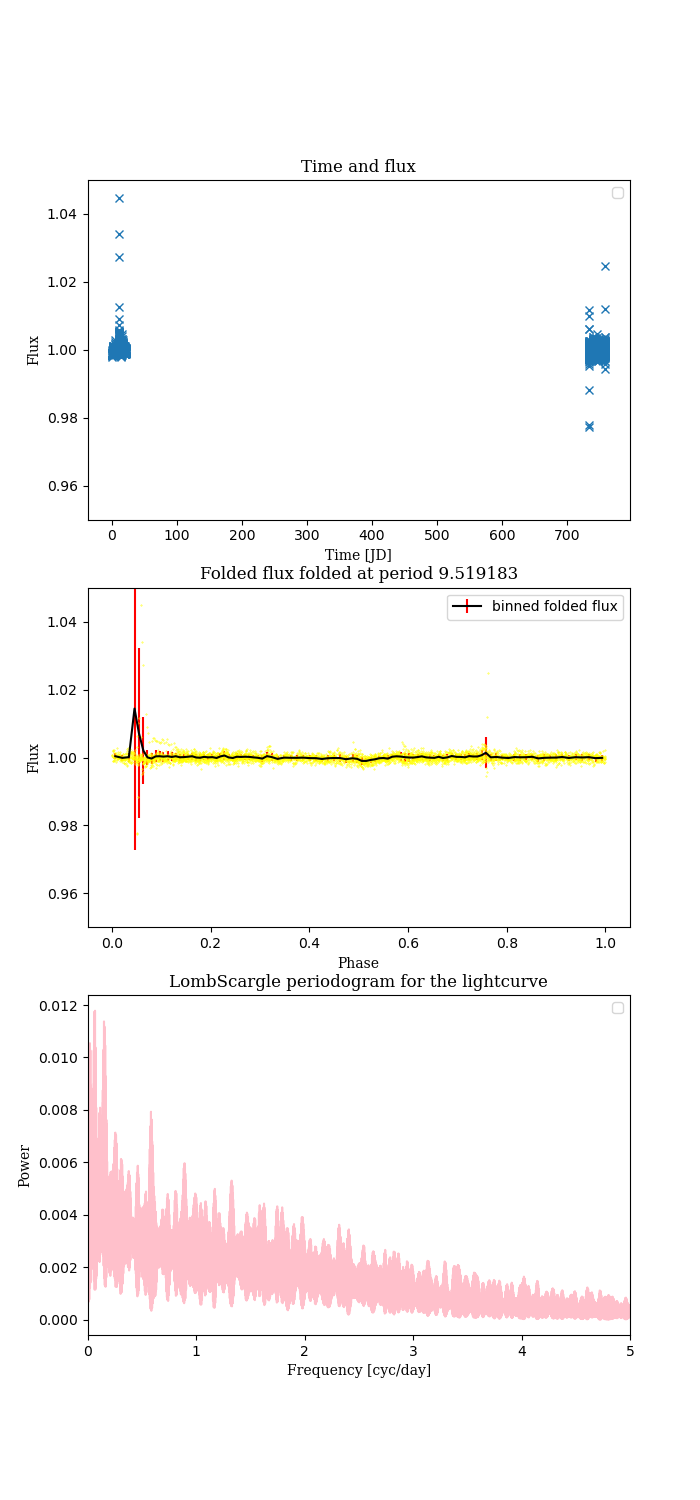 Time and flux
1.04
1.02
1.00
0.98
0.96
Flux
0 100 200 300 400 500 600 700
Time [JD]
Folded flux folded at period 9.519183
binned folded flux
1.04
1.02
1.00
0.98
0.96
Flux
0.0 0.2 0.4 0.6 0.8 1.0
Phase
LombScargle periodogram for the lightcurve
0.012
0.010
0.008
0.006
0.004
0.002
0.000
Power
0 1 2 3 4 5
Frequency [cyc/day]